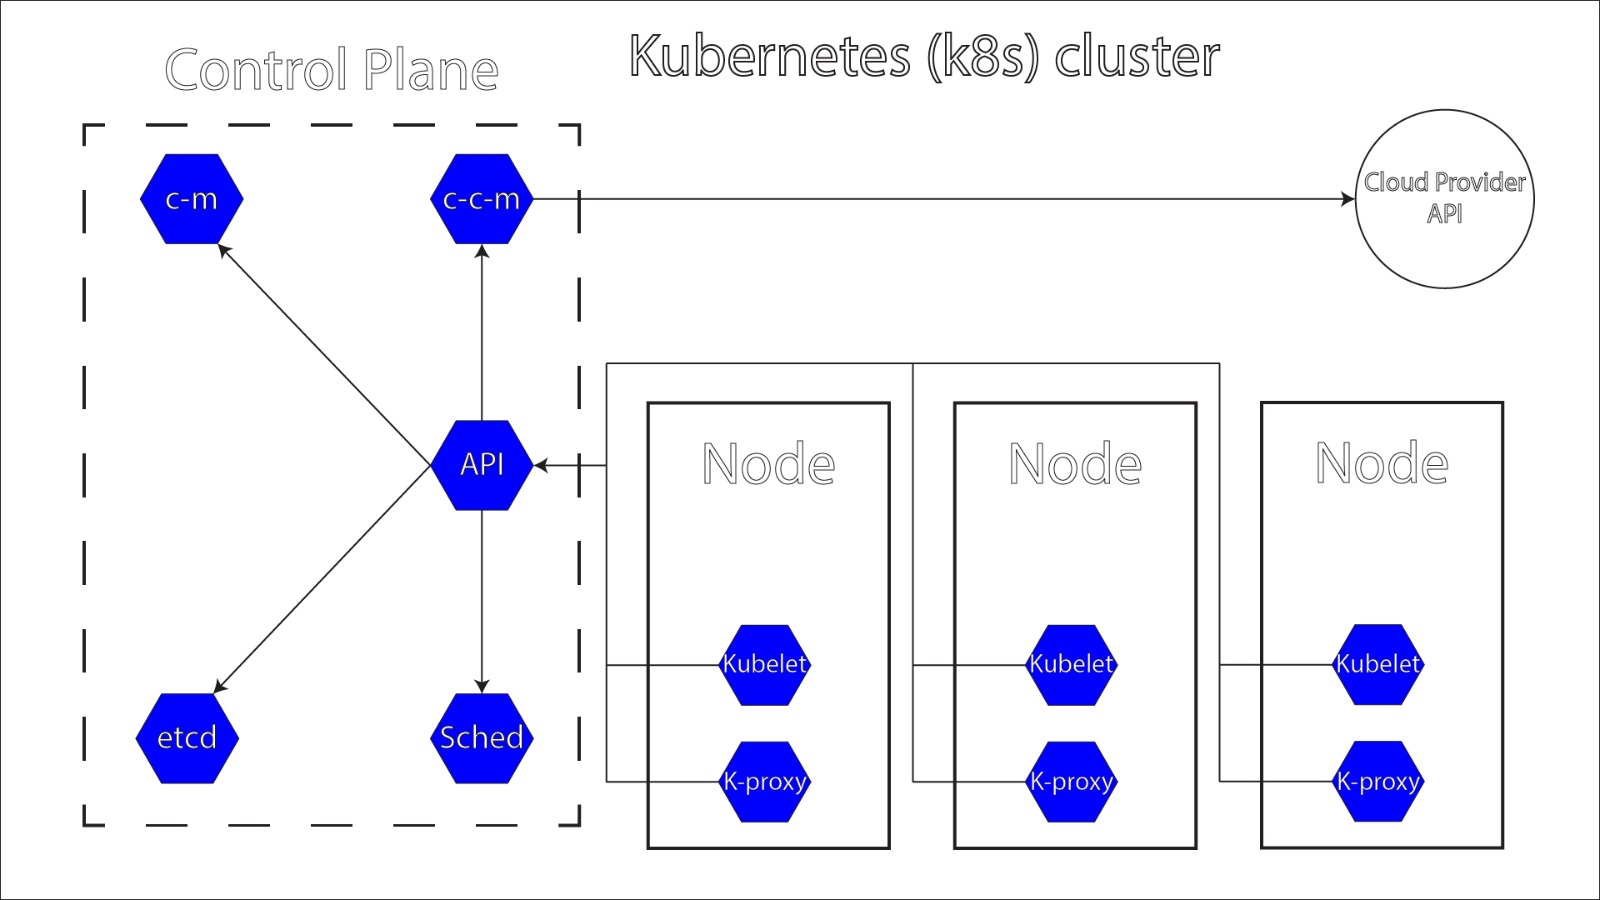 Control Plane
Kubernetes (k8s) cluster
c-m
c-c-m
Cloud Provider
API
API
Node
Node
Node
Kubelet
Kubelet
Kubelet
etcd
Sched
K-proxy
K-proxy
K-proxy